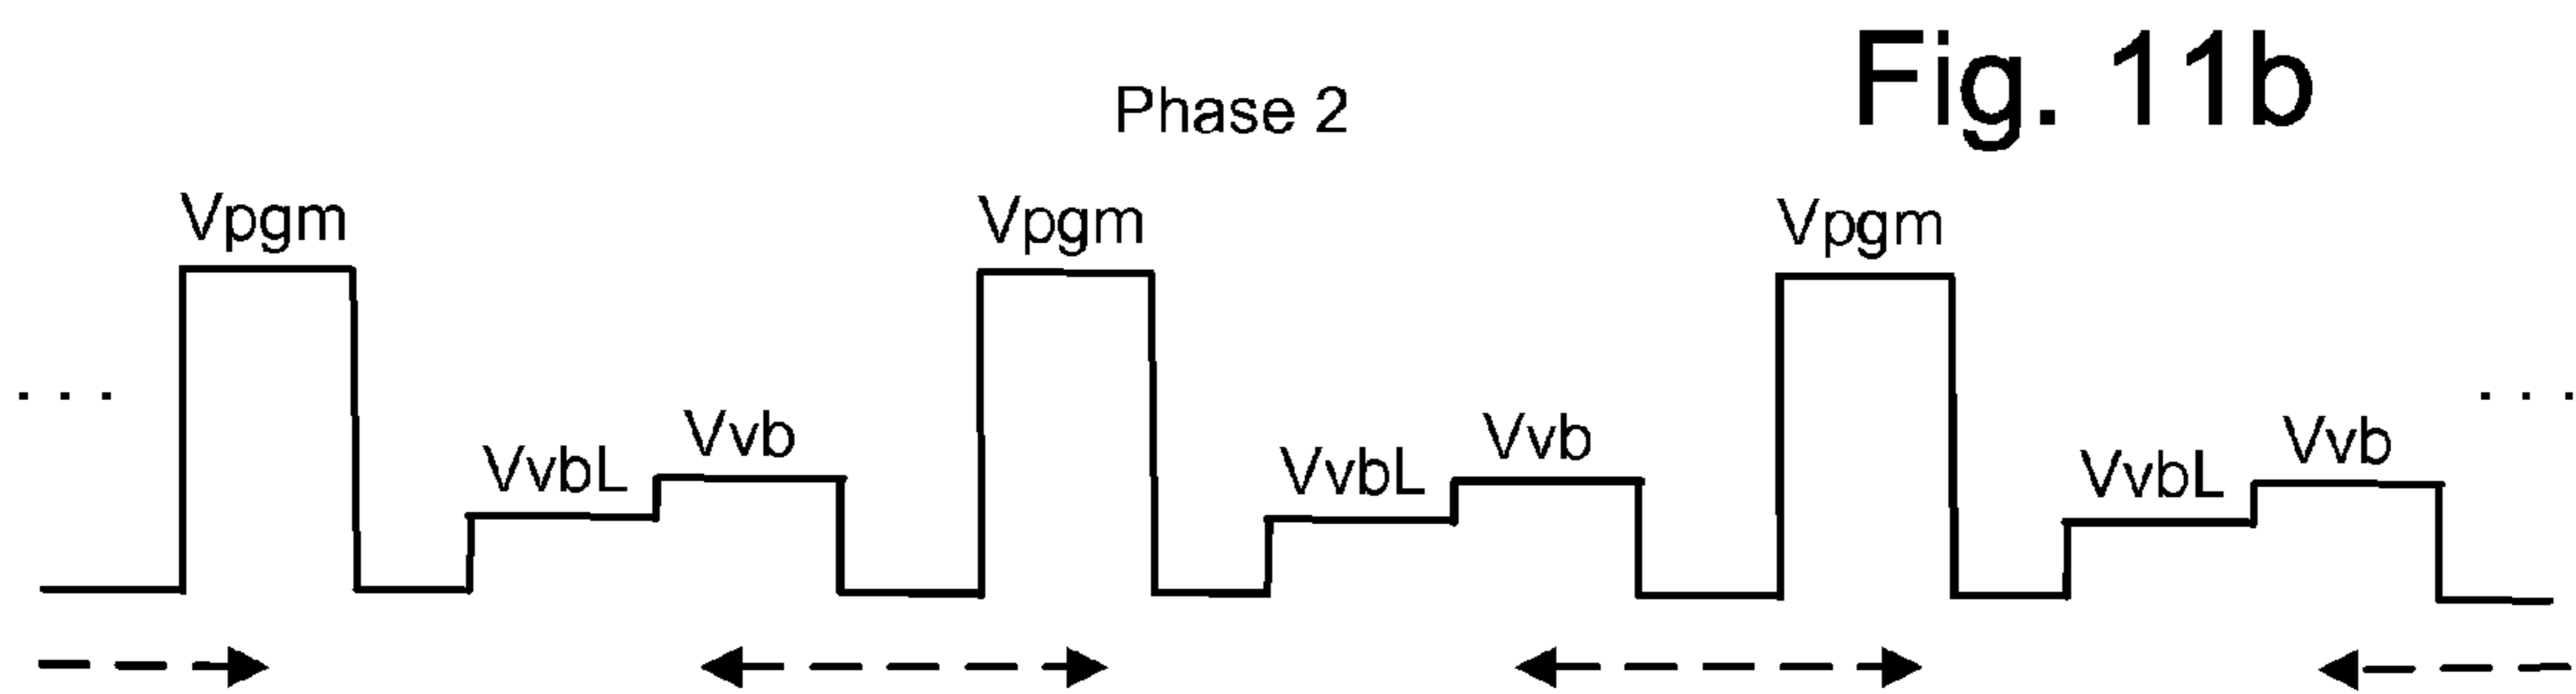 Fig. 11b
Phase 2
Vpgm
Vpgm
Vpgm
. . .
. . .
VvbL
Vvb
VvbL
Vvb
VvbL
Vvb